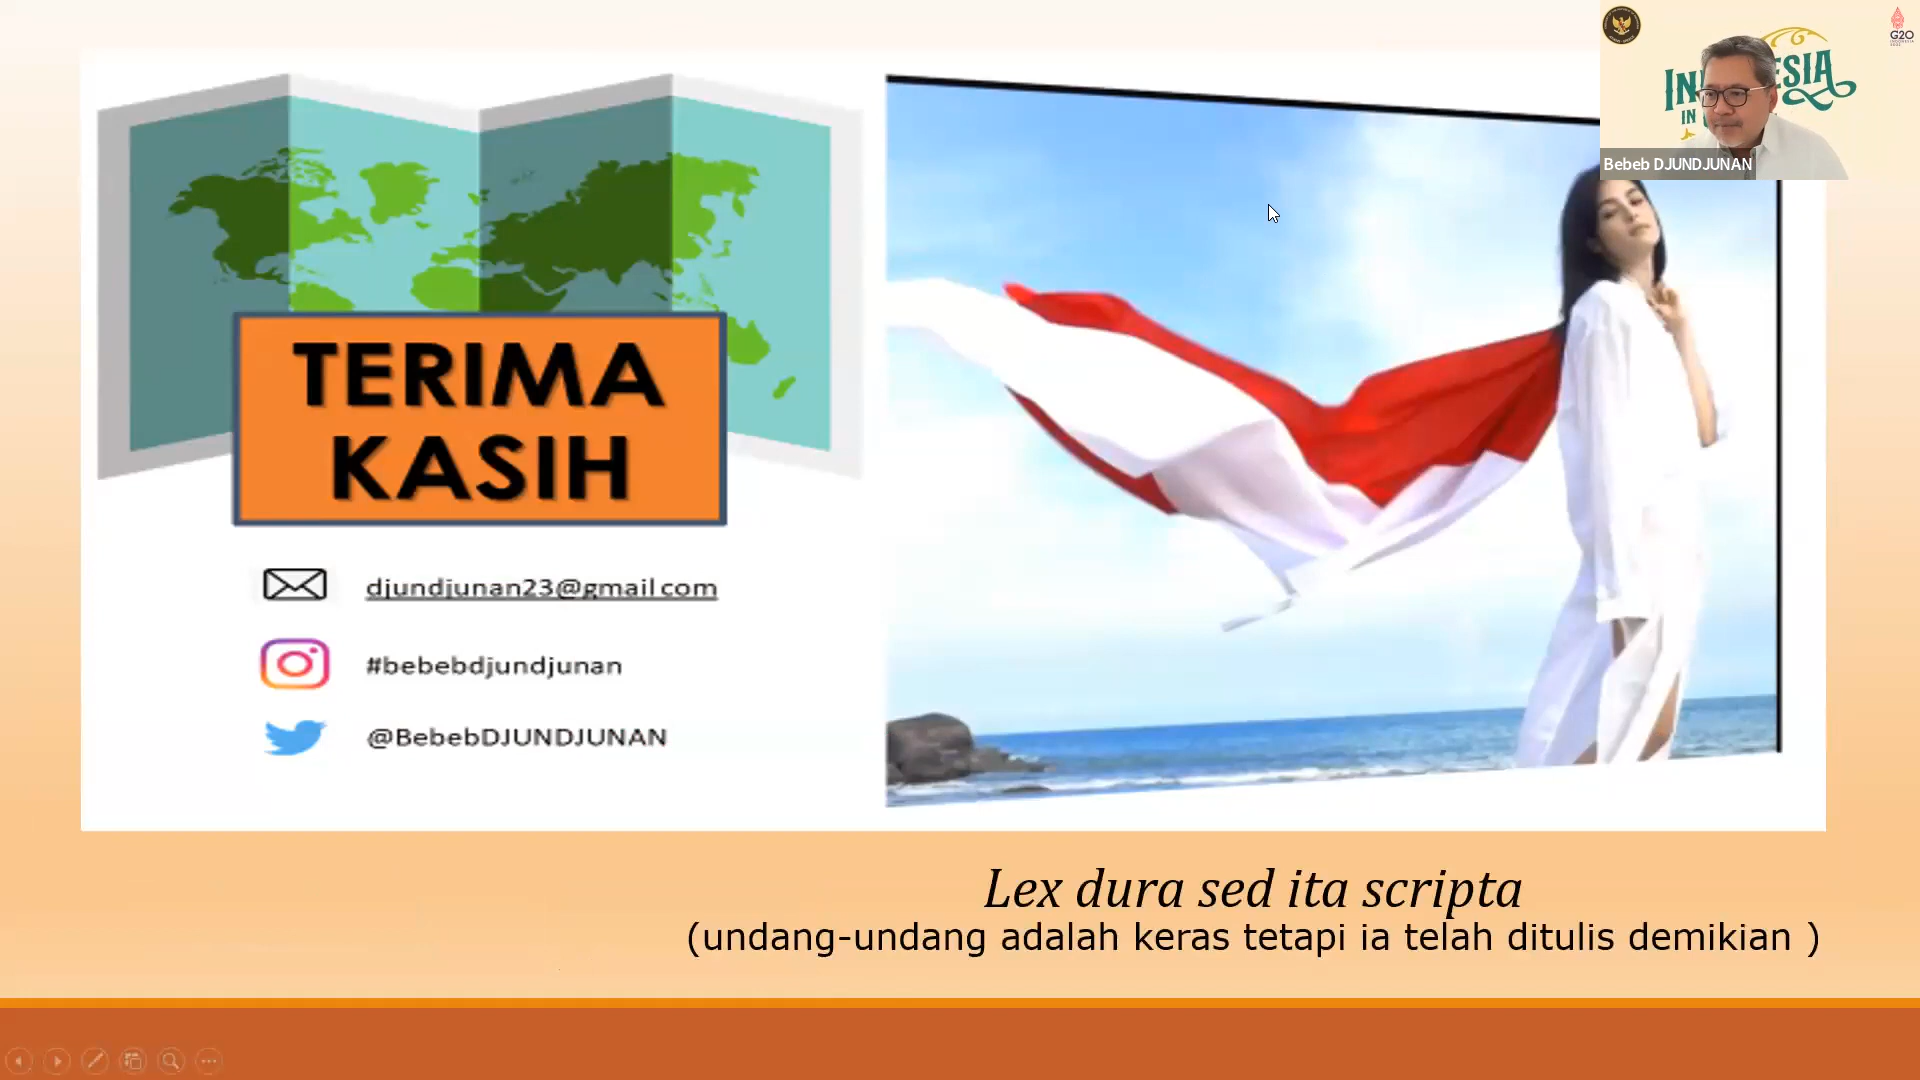 TERIMA
KASIH
djundjunan23@gmail.com
#bebebdjundjunan
@BebebDJUNDJUNAN
G20
Bebeb DJUNDJUNAN
Lex dura sed ita scripta
(undang-undang adalah keras tetapi ia telah ditulis demikian )